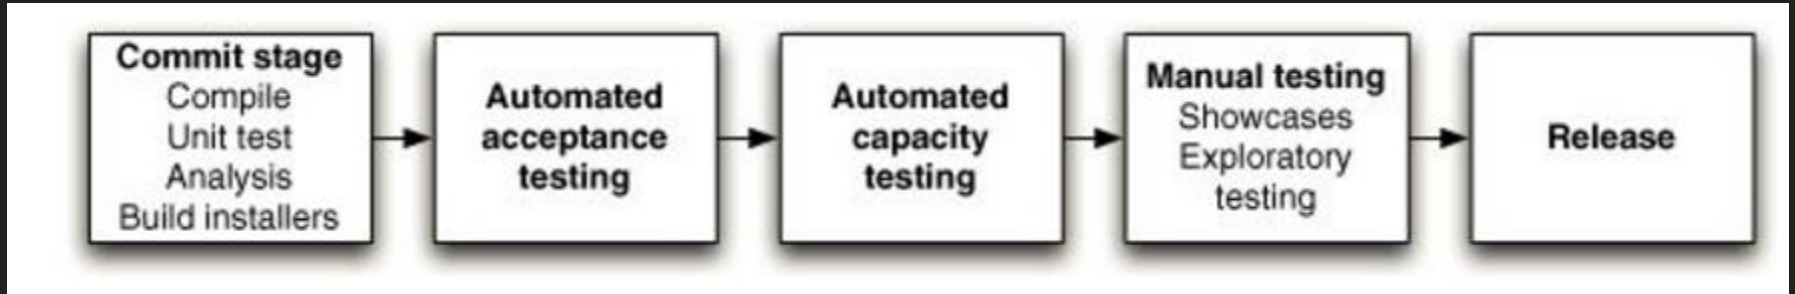 Commit stage
Compile
Unit test
Analysis
Build installers
Automated
acceptance
testing
Automated
capacity
testing
Manual testing
Showcases
Exploratory
testing
Release